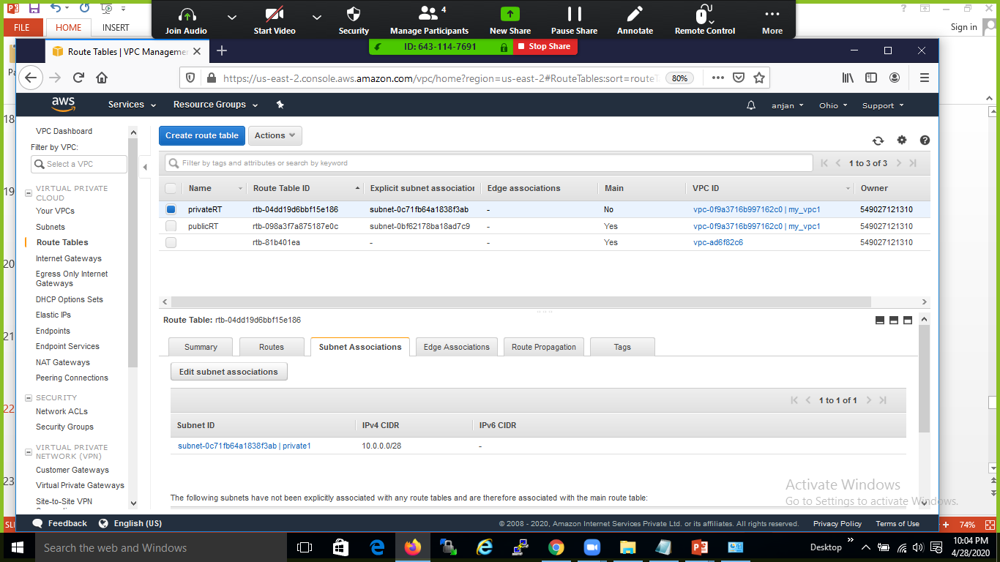 FILE
HOME
INSERT
Sign in
Join Audio
Start Video
Security
4
Manage Participants
New Share
Pause Share
Annotate
Remote Control
More
ID: 643-114-7691
Stop Share
Route Tables | VPC Manageme
https://us-east-2.console.aws.amazon.com/vpc/home?region=us-east-2#RouteTables:sort=route
80%
aws
Services
Resource Groups
anjan
Ohio
Support
18
19
20
21
22
23
VPC Dashboard
Filter by VPC:
Select a VPC
VIRTUAL PRIVATE
CLOUD
Your VPCs
Subnets
Route Tables
Internet Gateways
Egress Only Internet
Gateways
DHCP Options Sets
Elastic IPs
Endpoints
Endpoint Services
NAT Gateways
Peering Connections
SECURITY
Network ACLs
Security Groups
VIRTUAL PRIVATE
NETWORK (VPN)
Customer Gateways
Virtual Private Gateways
Site-to-Site VPN
Create route table
Actions
Filter by tags and attributes or search by keyword
1 to 3 of 3
Name Route Table ID Explicit subnet association Edge associations Main VPC ID Owner
privateRT rtb-04dd19d6bbf15e186 subnet-0c71fb64a1838f3ab - No vpc-0f9a3716b997162c0 | my_vpc1 549027121310
publicRT rtb-098a3f7a875187e0c subnet-0bf62178ba18ad7c9 - Yes vpc-0f9a3716b997162c0 | my_vpc1 549027121310
rtb-81b401ea - - Yes vpc-ad6f82c6 549027121310
Route Table: rtb-04dd19d6bbf15e186
Summary
Routes
Subnet Associations
Edge Associations
Route Propagation
Tags
Edit subnet associations
1 to 1 of 1
Subnet ID IPv4 CIDR IPv6 CIDR
subnet-0c71fb64a1838f3ab | private1 10.0.0.0/28 -
The following subnets have not been explicitly associated with any route tables and are therefore associated with the main route table:
Activate Windows
Go to Settings to activate Windows.
Feedback
English (US)
© 2008 - 2020, Amazon Internet Services Private Ltd. or its affiliates. All rights reserved.
Privacy Policy
Terms of Use
74%
Search the web and Windows
Desktop
10:04 PM
4/28/2020